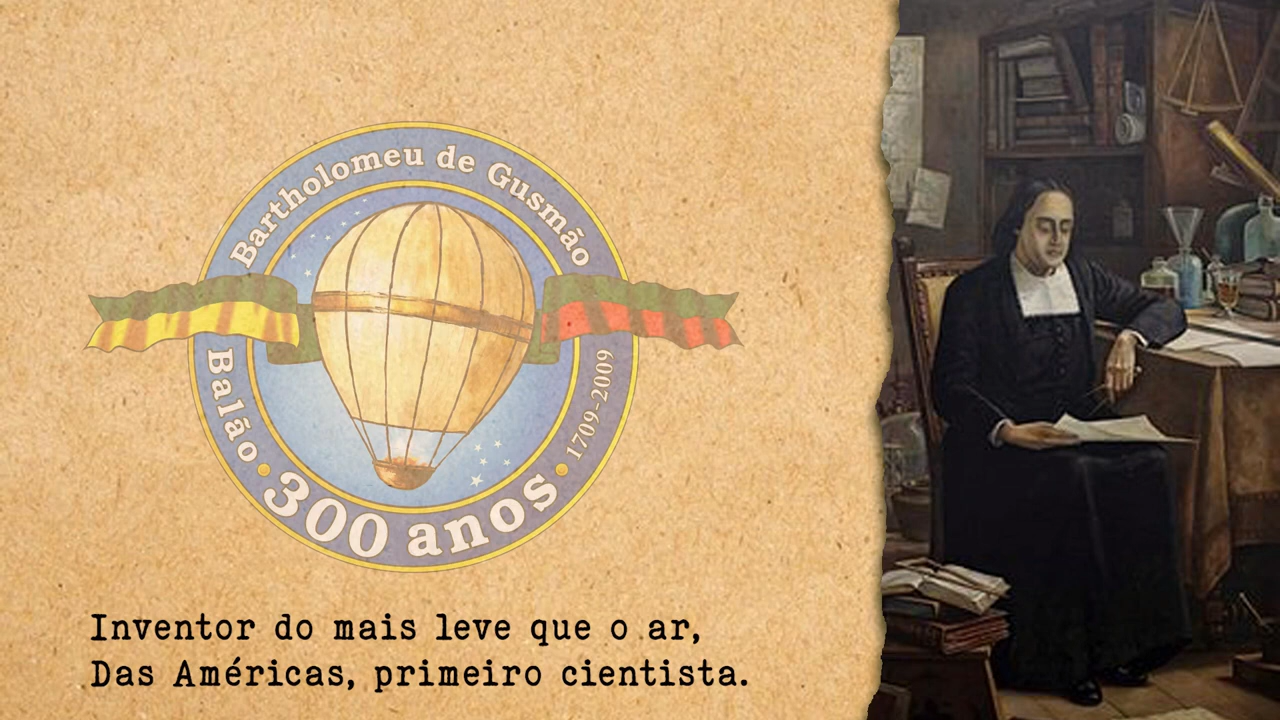 Bartholomeu de Gusmão
Balão
1709-2009
300 anos
Inventor do mais leve que o ar,
Das Américas, primeiro cientista.